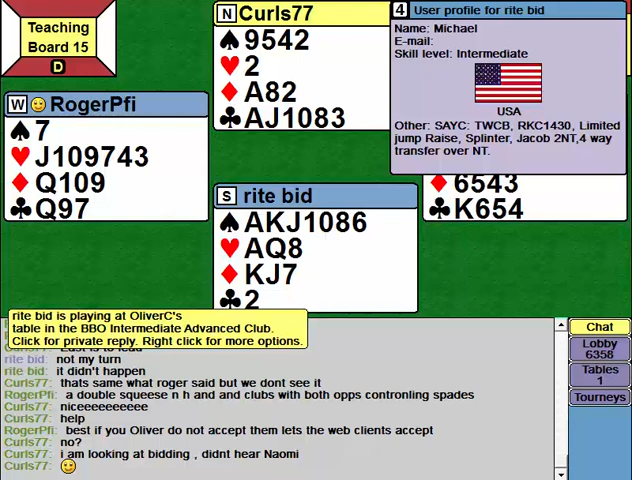 Teaching
Board 15
D
N Curls77
♠9542
♥2
♦A82
♣AJ1083
4 User profile for rite bid
Name: Michael
E-mail:
Skill level: Intermediate
USA
Other: SAYC: TWCB, RKC1430, Limited
jump Raise, Splinter, Jacob 2NT,4 way
transfer over NT.
W RogerPfi
♠7
♥J109743
♦Q109
♣Q97
♦6543
♣K654
S rite bid
♠AKJ1086
♥AQ8
♦KJ7
♣2
rite bid is playing at OliverC's
table in the BBO Intermediate Advanced Club.
Click for private reply. Right click for more options.
rite bid: not my turn
rite bid: it didn't happen
Curls77: thats same what roger said but we dont see it
RogerPfi: a double squeese n h and and clubs with both opps contronling spades
Curls77: niceeeeeeeeee
Curls77: help
RogerPfi: best if you Oliver do not accept them lets the web clients accept
Curls77: no?
Curls77: i am looking at bidding , didnt hear Naomi
Curls77:
Chat
Lobby
6358
Tables
1
Tourneys